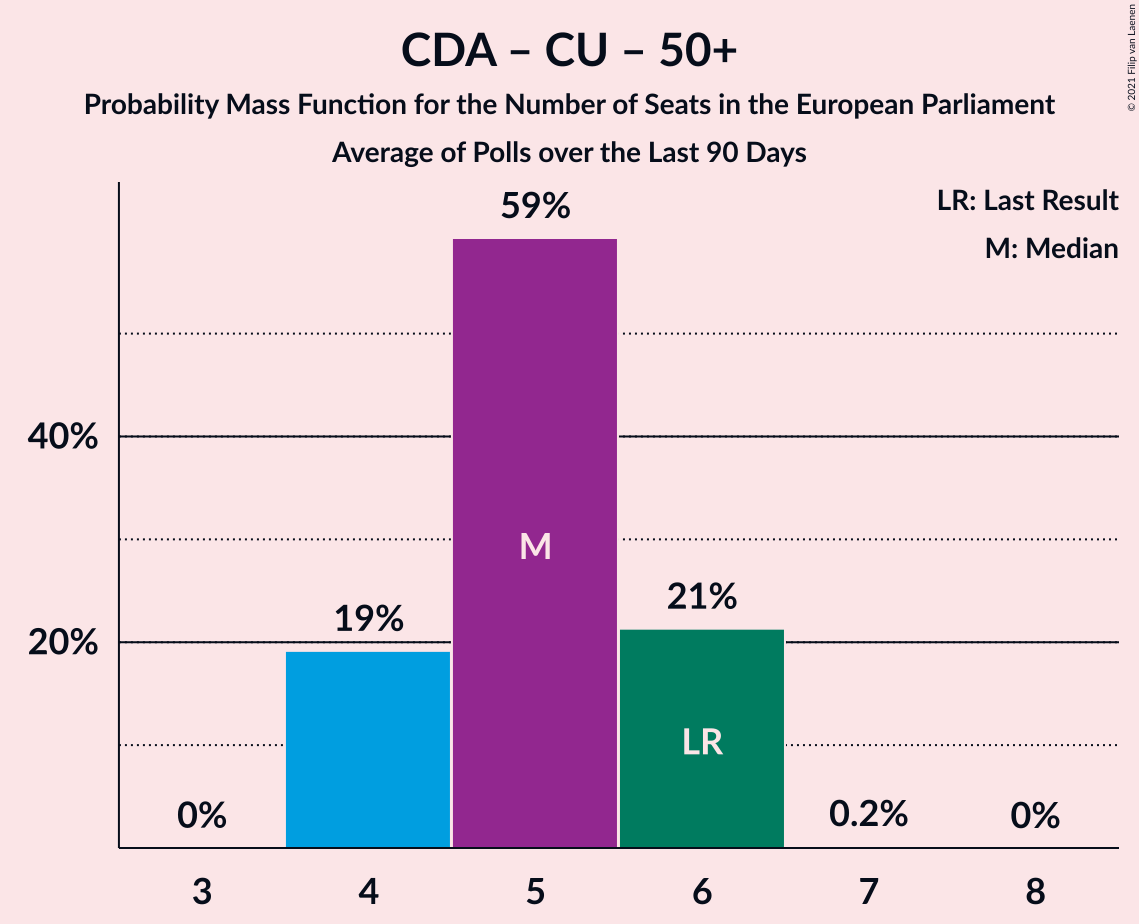 CDA – CU – 50+
Probability Mass Function for the Number of Seats in the European Parliament
Average of Polls over the Last 90 Days
© 2021 Filip van Laenen
LR: Last Result
M: Median
59%
40%
M
21%
19%
20%
LR
0%
0.2%
0%
3 4 5 6 7 8